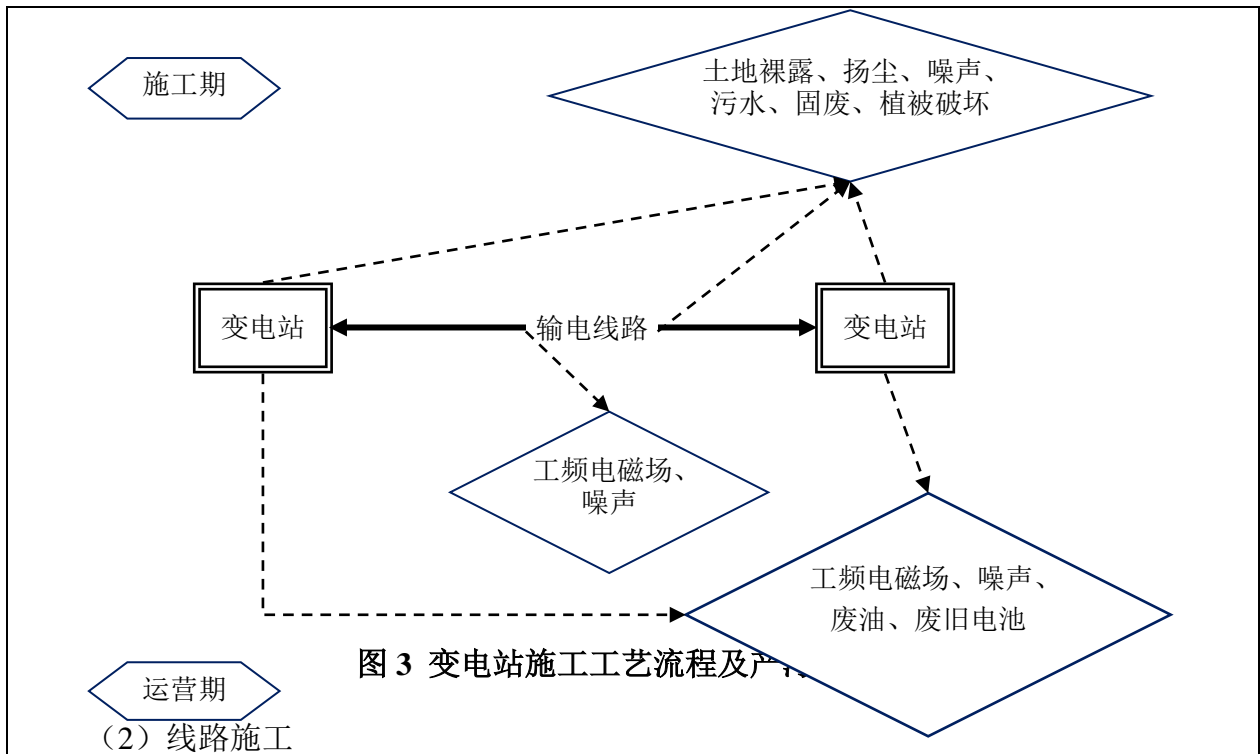 施工期
土地裸露、扬尘、噪声、
污水、固废、植被破坏
变电站
输电线路
变电站
工频电磁场、
噪声
工频电磁场、噪声、
废油、废旧电池
图 3 变电站施工工艺流程及产
运营期
（2）线路施工